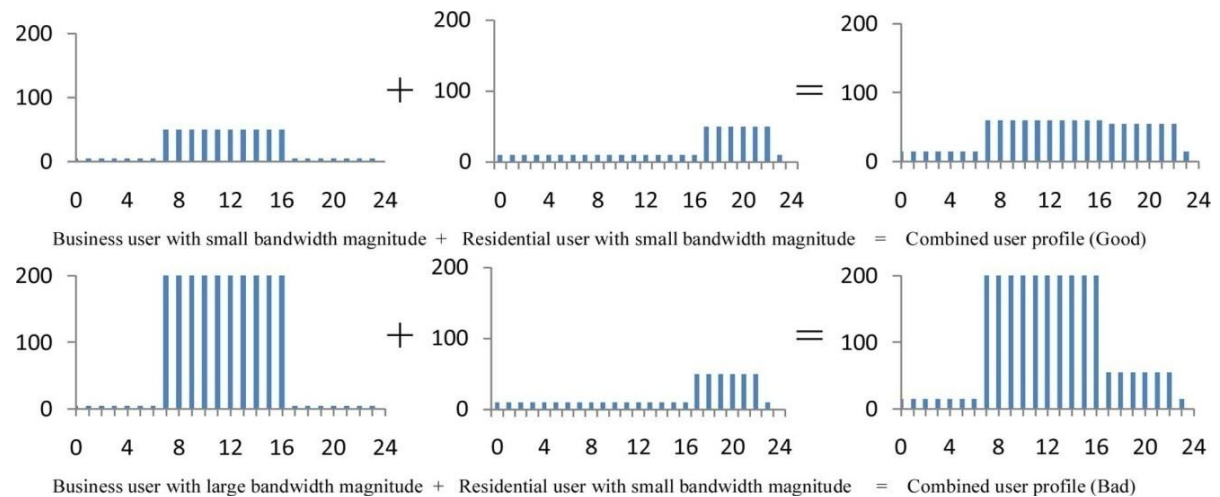 200
100
0
0 4 8 12 16 20 24
+
200
100
0
0 4 8 12 16 20 24
=
200
100
0
0 4 8 12 16 20 24
Business user with small bandwidth magnitude + Residential user with small bandwidth magnitude = Combined user profile (Good)
200
100
0
0 4 8 12 16 20 24
+
200
100
0
0 4 8 12 16 20 24
=
200
100
0
0 4 8 12 16 20 24
Business user with large bandwidth magnitude + Residential user with small bandwidth magnitude = Combined user profile (Bad)